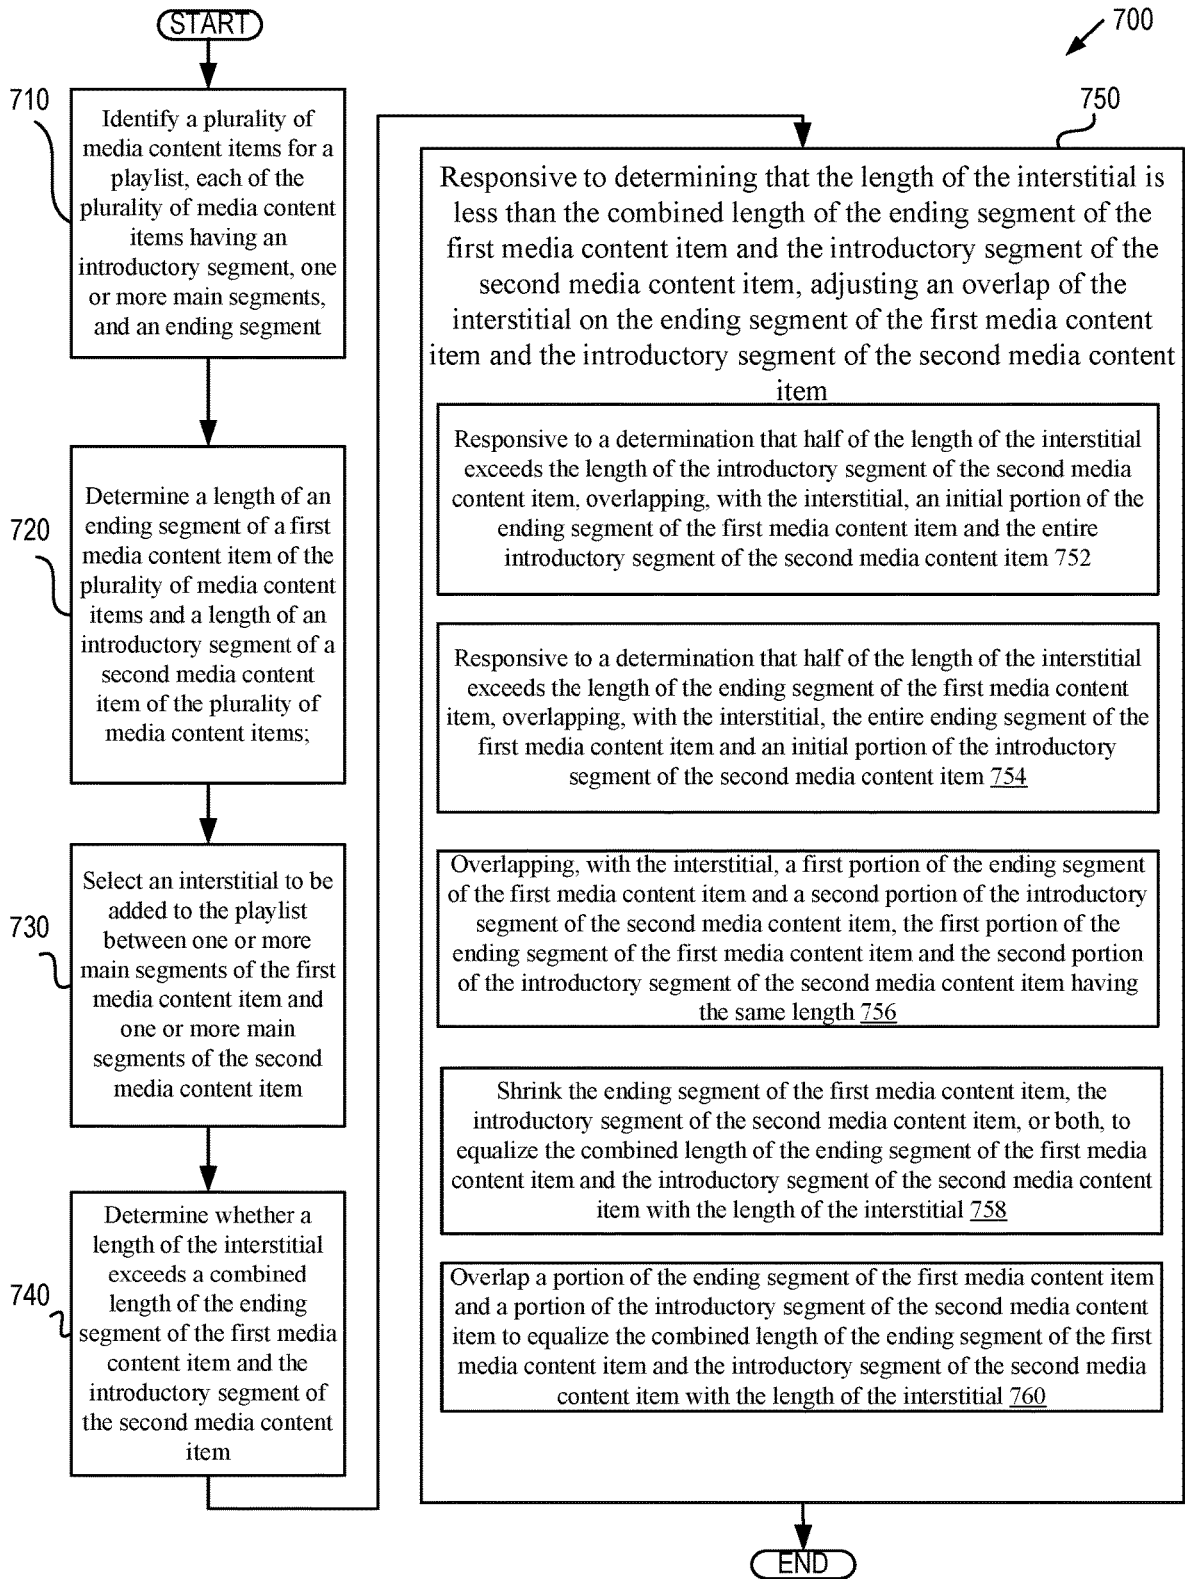 START
700
710
Identify a plurality of
media content items for a
playlist, each of the
plurality of media content
items having an
introductory segment, one
or more main segments,
and an ending segment
720
Determine a length of an
ending segment of a first
media content item of the
plurality of media content
items and a length of an
introductory segment of a
second media content
item of the plurality of
media content items;
730
Select an interstitial to be
added to the playlist
between one or more
main segments of the first
media content item and
one or more main
segments of the second
media content item
740
Determine whether a
length of the interstitial
exceeds a combined
length of the ending
segment of the first media
content item and the
introductory segment of
the second media content
item
750
Responsive to determining that the length of the interstitial is
less than the combined length of the ending segment of the
first media content item and the introductory segment of the
second media content item, adjusting an overlap of the
interstitial on the ending segment of the first media content
item and the introductory segment of the second media content
item
Responsive to a determination that half of the length of the interstitial
exceeds the length of the introductory segment of the second media
content item, overlapping, with the interstitial, an initial portion of the
ending segment of the first media content item and the entire
introductory segment of the second media content item 752
Responsive to a determination that half of the length of the interstitial
exceeds the length of the ending segment of the first media content
item, overlapping, with the interstitial, the entire ending segment of the
first media content item and an initial portion of the introductory
segment of the second media content item 754
Overlapping, with the interstitial, a first portion of the ending segment
of the first media content item and a second portion of the introductory
segment of the second media content item, the first portion of the
ending segment of the first media content item and the second portion
of the introductory segment of the second media content item having
the same length 756
Shrink the ending segment of the first media content item, the
introductory segment of the second media content item, or both, to
equalize the combined length of the ending segment of the first media
content item and the introductory segment of the second media content
item with the length of the interstitial 758
Overlap a portion of the ending segment of the first media content item
and a portion of the introductory segment of the second media content
item to equalize the combined length of the ending segment of the first
media content item and the introductory segment of the second media
content item with the length of the interstitial 760
END